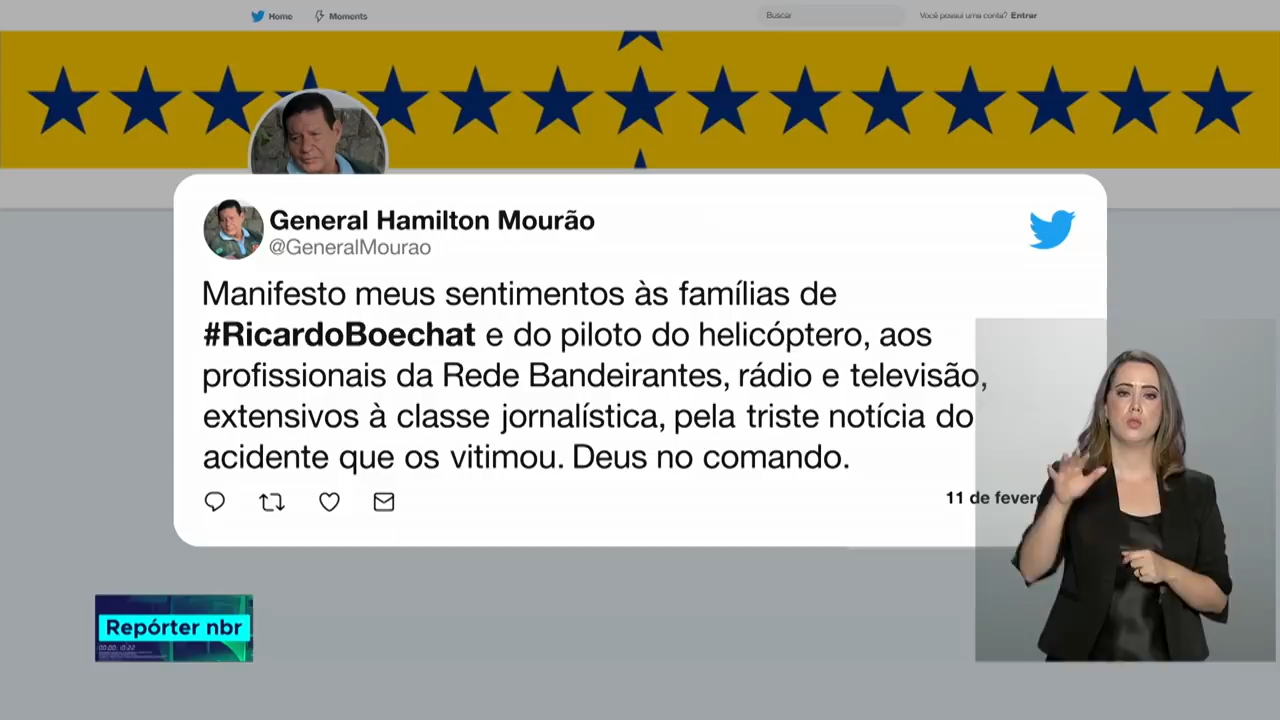 Home Moments Buscar Você possui uma conta? Entrar
General Hamilton Mourão
@GeneralMourao
Manifesto meus sentimentos às famílias de
#RicardoBoechat e do piloto do helicóptero, aos
profissionais da Rede Bandeirantes, rádio e televisão,
extensivos à classe jornalística, pela triste notícia do
acidente que os vitimou. Deus no comando.
11 de fevere
Repórter nbr